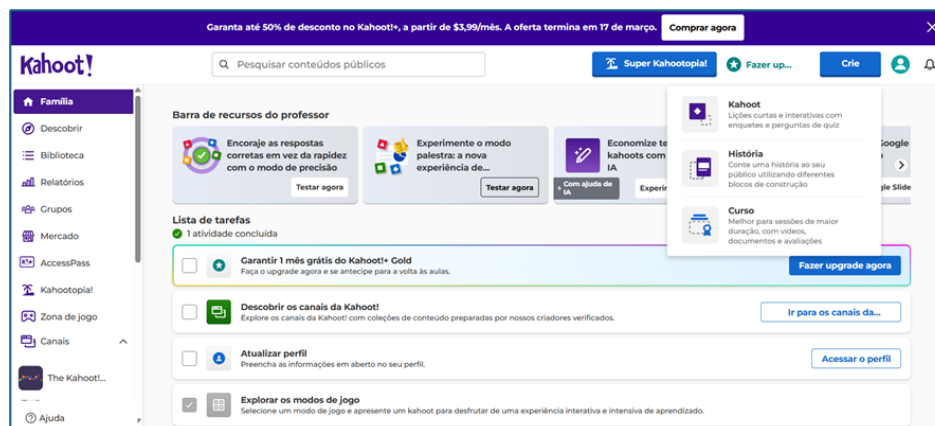 Garanta até 50% de desconto no Kahoot!+, a partir de $3,99/mês. A oferta termina em 17 de março. Comprar agora
Kahoot!
Pesquisar conteúdos públicos
Super Kahootopia!
Fazer up...
Crie
Família
Descobrir
Biblioteca
Relatórios
Grupos
Mercado
AccessPass
Kahootopia!
Zona de jogo
Canais
The Kahoot!...
Ajuda
Barra de recursos do professor
Encoraje as respostas
corretas em vez da rapidez
com o modo de precisão
Testar agora
Experimente o modo
palestra: a nova
experiência de...
Testar agora
Economize te
kahoots com
IA
Com ajuda de
IA
Experir
Google
gle Slide
Kahoot
Lições curtas e interativas com
enquetes e perguntas de quiz
História
Conte uma história ao seu
público utilizando diferentes
blocos de construção
Curso
Melhor para sessões de maior
duração, com vídeos,
documentos e avaliações
Lista de tarefas
1 atividade concluída
Garantir 1 mês grátis do Kahoot!+ Gold
Faça o upgrade agora e se antecipe para a volta às aulas.
Fazer upgrade agora
Descobrir os canais da Kahoot!
Explore os canais da Kahoot! com coleções de conteúdo preparadas por nossos criadores verificados.
Ir para os canais da...
Atualizar perfil
Preencha as informações em aberto no seu perfil.
Acessar o perfil
Explorar os modos de jogo
Selecione um modo de jogo e apresente um kahoot para desfrutar de uma experiência interativa e intensiva de aprendizado.